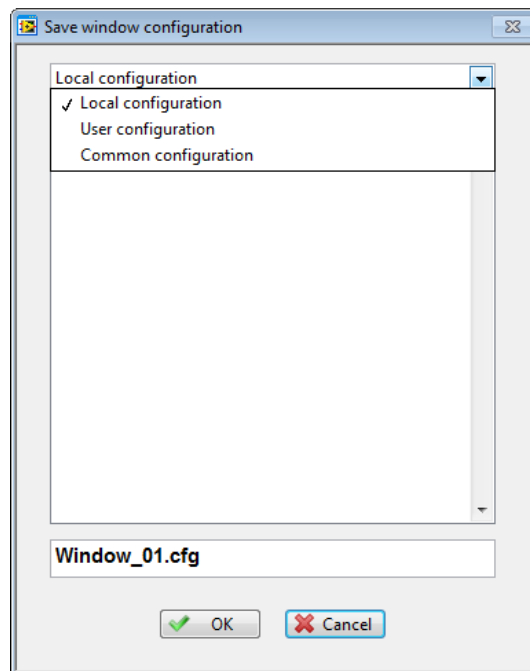 Save window configuration
Local configuration
✓ Local configuration
User configuration
Common configuration
Window_01.cfg
OK
Cancel